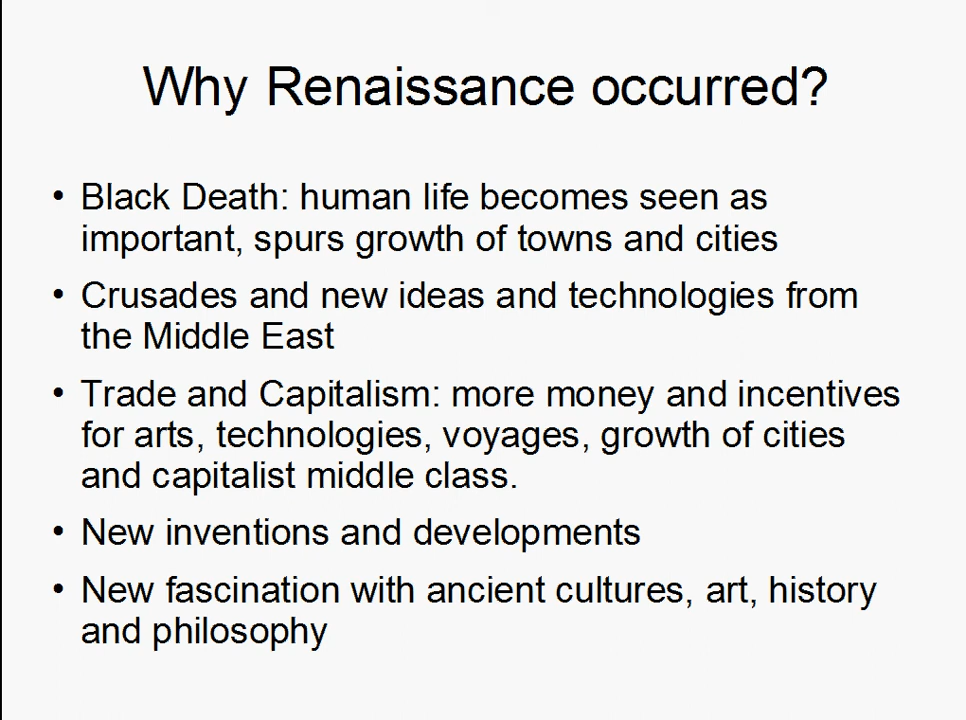 Why Renaissance occurred?
• Black Death: human life becomes seen as
important, spurs growth of towns and cities
• Crusades and new ideas and technologies from
the Middle East
• Trade and Capitalism: more money and incentives
for arts, technologies, voyages, growth of cities
and capitalist middle class.
• New inventions and developments
• New fascination with ancient cultures, art, history
and philosophy